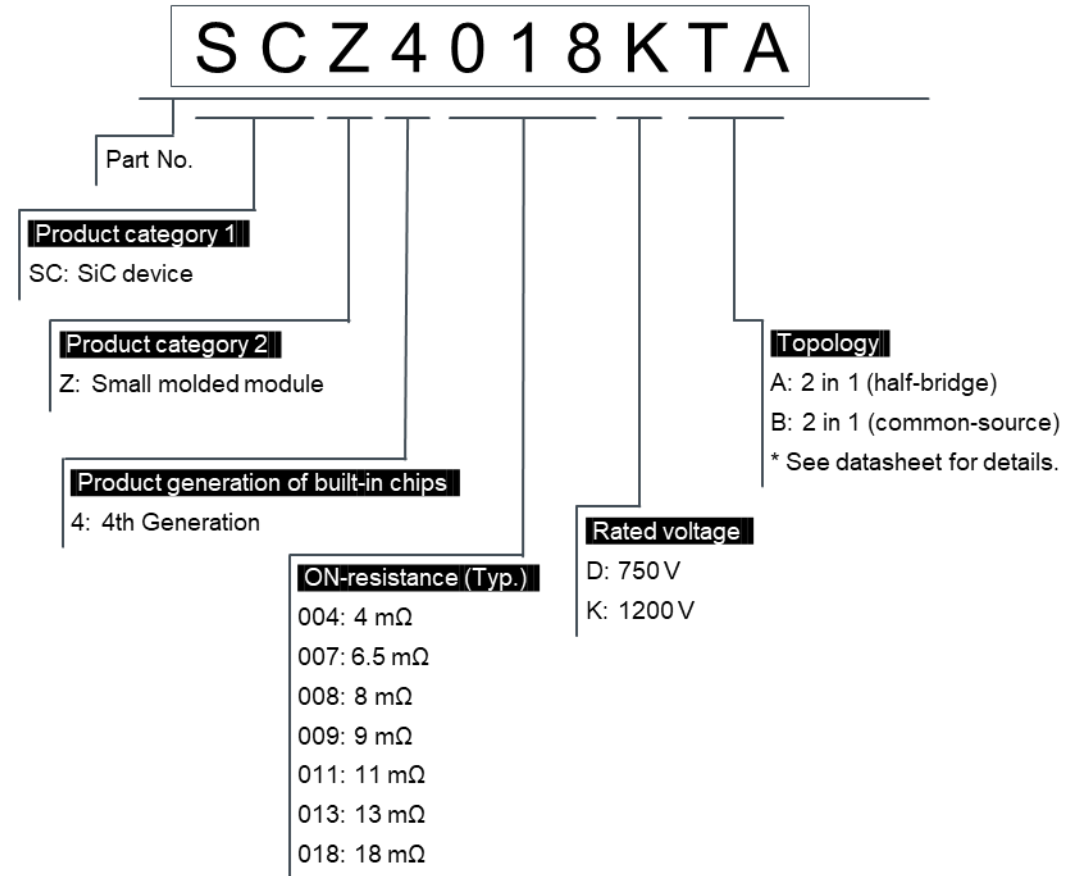 SCZ4018KTA
Part No.
Product category 1
SC: SiC device
Product category 2
Z: Small molded module
Product generation of built-in chips
4: 4th Generation
ON-resistance (Typ.)
004: 4 mΩ
007: 6.5 mΩ
008: 8 mΩ
009: 9 mΩ
011: 11 mΩ
013: 13 mΩ
018: 18 mΩ
Rated voltage
D: 750 V
K: 1200 V
Topology
A: 2 in 1 (half-bridge)
B: 2 in 1 (common-source)
* See datasheet for details.